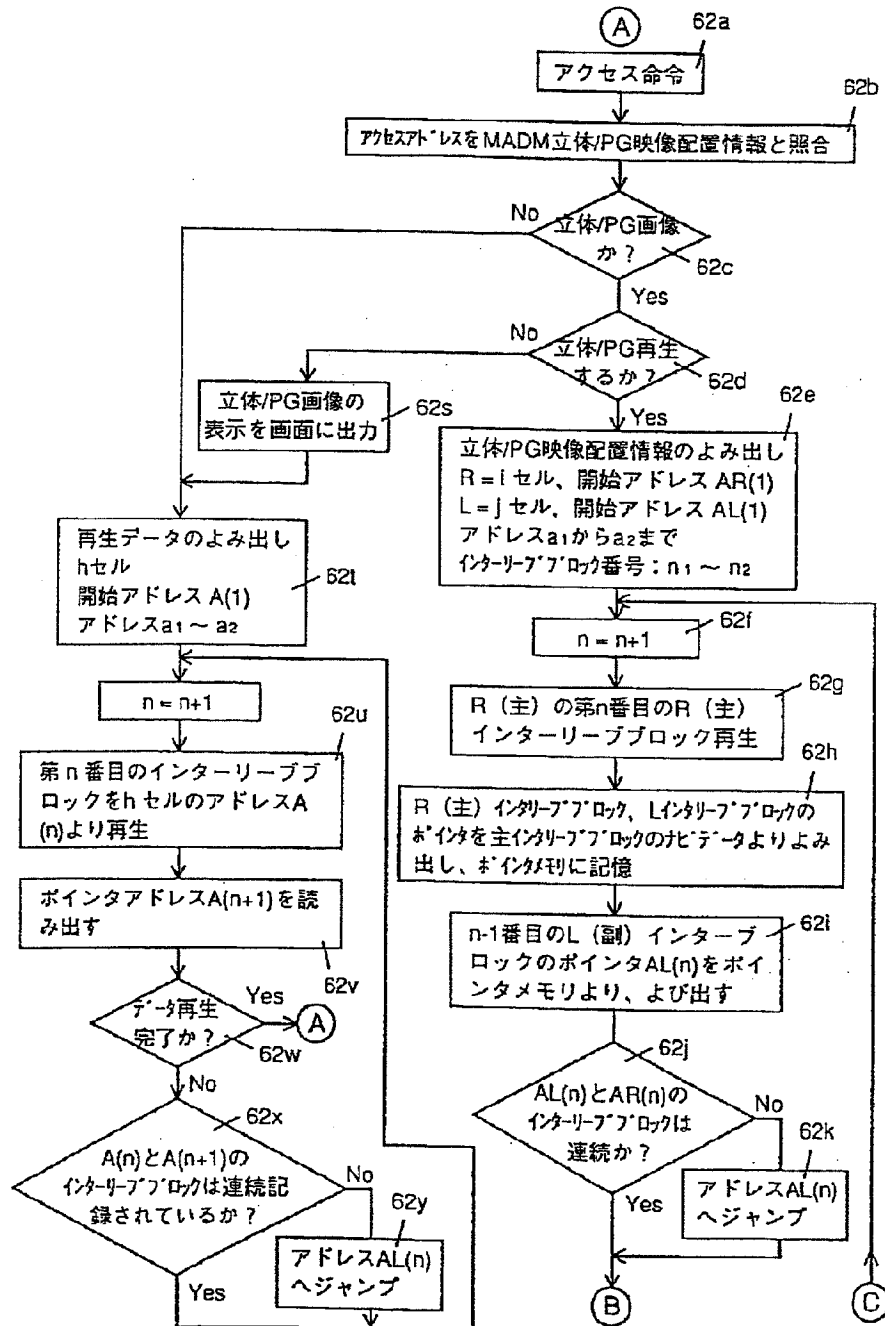 A
62a
アクセス命令
62b
アクセスアドレスをMADM立体/PG映像配置情報と照合
No
立体/PG画像
か?
62c
Yes
No
立体/PG再生
するか?
62d
立体/PG画像の
表示を画面に出力
62s
Yes
62e
立体/PG映像配置情報のよみ出し
R=iセル、開始アドレス AR(1)
L=jセル、開始アドレス AL(1)
アドレスa1からa2まで
インターリーブブロック番号:n1~n2
再生データのよみ出し
hセル
開始アドレス A(1)
アドレスa1~a2
62t
62f
n=n+1
n=n+1
62g
R(主)の第n番目のR(主)
インターリーブブロック再生
62u
第n番目のインターリーブブ
ロックをhセルのアドレスA
(n)より再生
62h
R(主)インタリーブブロック、Lインタリーブブロックの
ポインタを主インタリーブブロックのナビデータよりよみ
出し、ポインタメモリに記憶
ポインタアドレスA(n+1)を読
み出す
62v
n-1番目のL(副)インターブ
ロックのポインタAL(n)をポイ
ンタメモリより、よび出す
62i
データ再生
完了か?
Yes
A
62w
No
62j
AL(n)とAR(n)の
インターリーブブロックは
連続か?
No
62k
アドレスAL(n)
へジャンプ
Yes
62x
A(n)とA(n+1)の
インターリーブブロックは連続記
録されているか?
No
62y
アドレスAL(n)
へジャンプ
Yes
B
C